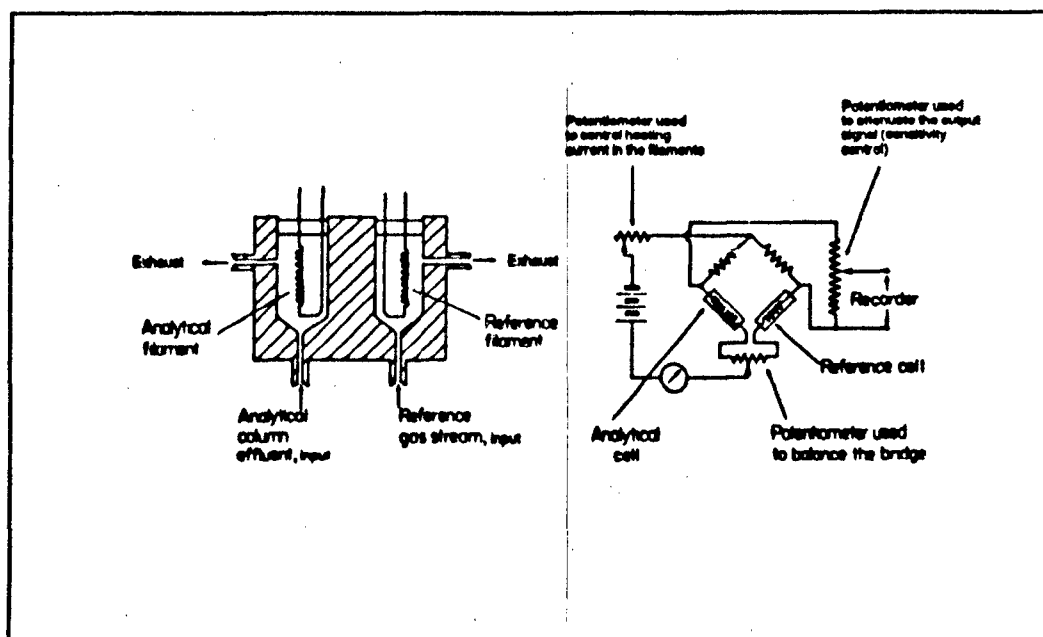 Potentiometer used
to control heating
current in the filaments
Potentiometer used
to attenuate the output
signal (sensitivity
control)
Exhaust
Exhaust
Analytical
filament
Reference
filament
Recorder
Reference cell
Analytical
column
effluent, input
Reference
gas stream, input
Analytical
cell
Potentiometer used
to balance the bridge